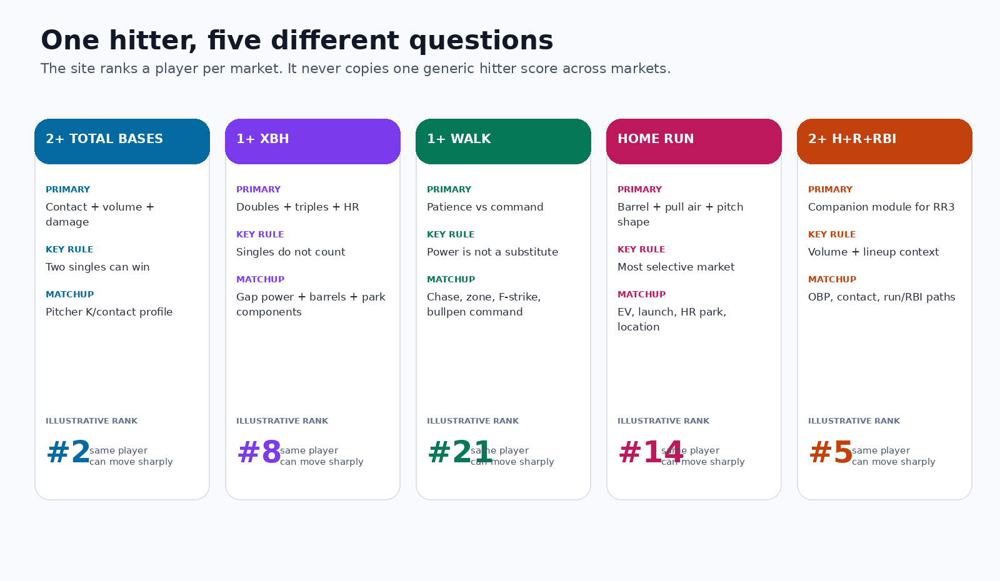 One hitter, five different questions
The site ranks a player per market. It never copies one generic hitter score across markets.
2+ TOTAL BASES
PRIMARY
Contact + volume +
damage
KEY RULE
Two singles can win
MATCHUP
Pitcher K/contact profile
ILLUSTRATIVE RANK
#2
same player
can move sharply
1+ XBH
PRIMARY
Doubles + triples + HR
KEY RULE
Singles do not count
MATCHUP
Gap power + barrels + park
components
ILLUSTRATIVE RANK
#8
same player
can move sharply
1+ WALK
PRIMARY
Patience vs command
KEY RULE
Power is not a substitute
MATCHUP
Chase, zone, F-strike,
bullpen command
ILLUSTRATIVE RANK
#21
same player
can move sharply
HOME RUN
PRIMARY
Barrel + pull air + pitch
shape
KEY RULE
Most selective market
MATCHUP
EV, launch, HR park,
location
ILLUSTRATIVE RANK
#14
same player
can move sharply
2+ H+R+RBI
PRIMARY
Companion module for RR3
KEY RULE
Volume + lineup context
MATCHUP
OBP, contact, run/RBI paths
ILLUSTRATIVE RANK
#5
same player
can move sharply